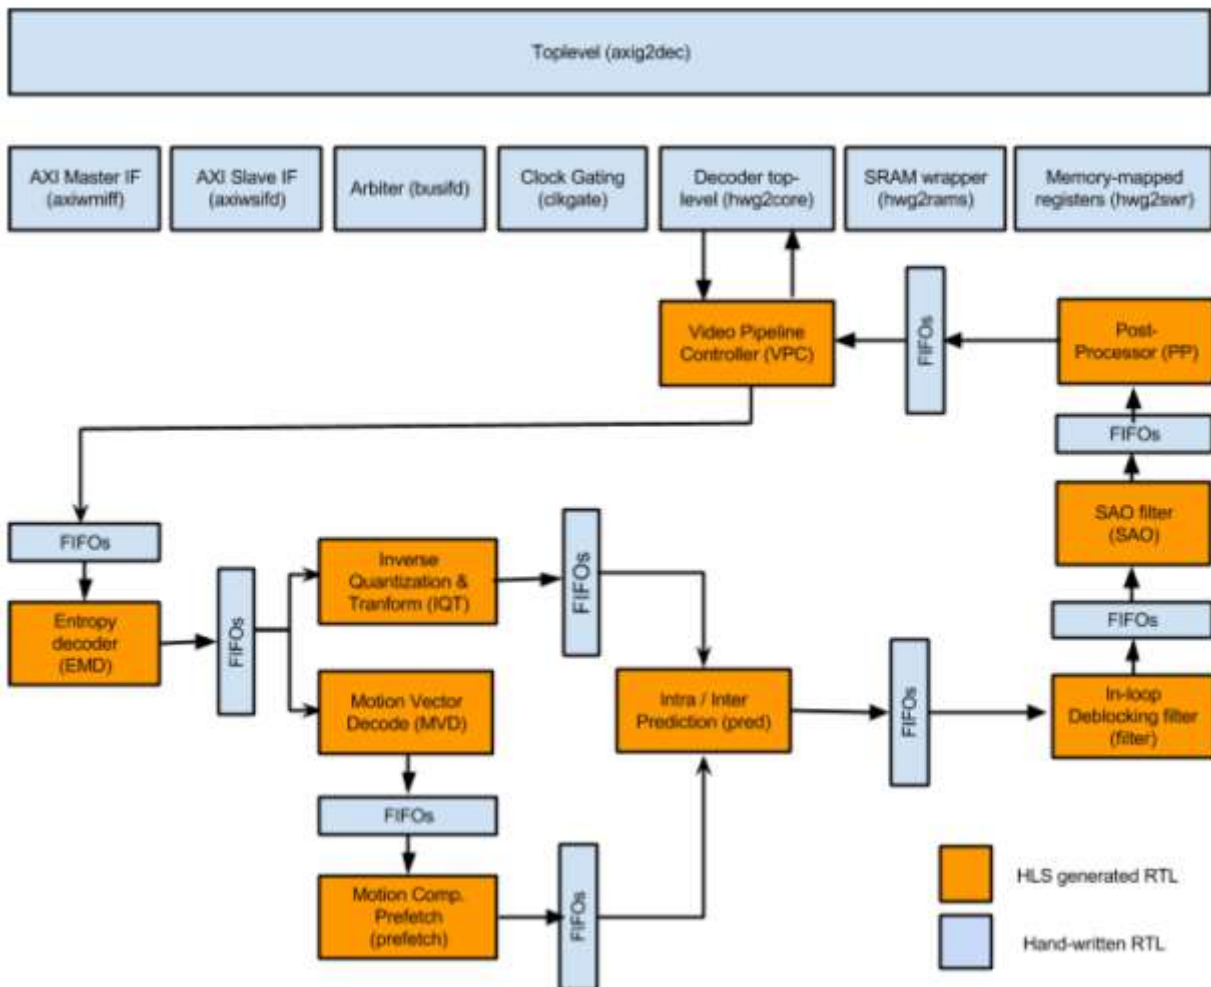 Toplevel (axig2dec)
AXI Master IF
(axiwmiff)
AXI Slave IF
(axiwsifd)
Arbiter (busifd)
Clock Gating
(clkgate)
Decoder top-
level (hwg2core)
SRAM wrapper
(hwg2rams)
Memory-mapped
registers (hwg2swr)
Video Pipeline
Controller (VPC)
FIFOs
Post-
Processor (PP)
FIFOs
SAO filter
(SAO)
FIFOs
In-loop
Deblocking filter
(filter)
FIFOs
Entropy
decoder
(EMD)
FIFOs
Inverse
Quantization &
Tranform (IQT)
FIFOs
Motion Vector
Decode (MVD)
FIFOs
Motion Comp.
Prefetch
(prefetch)
FIFOs
Intra / Inter
Prediction (pred)
FIFOs
HLS generated RTL
Hand-written RTL